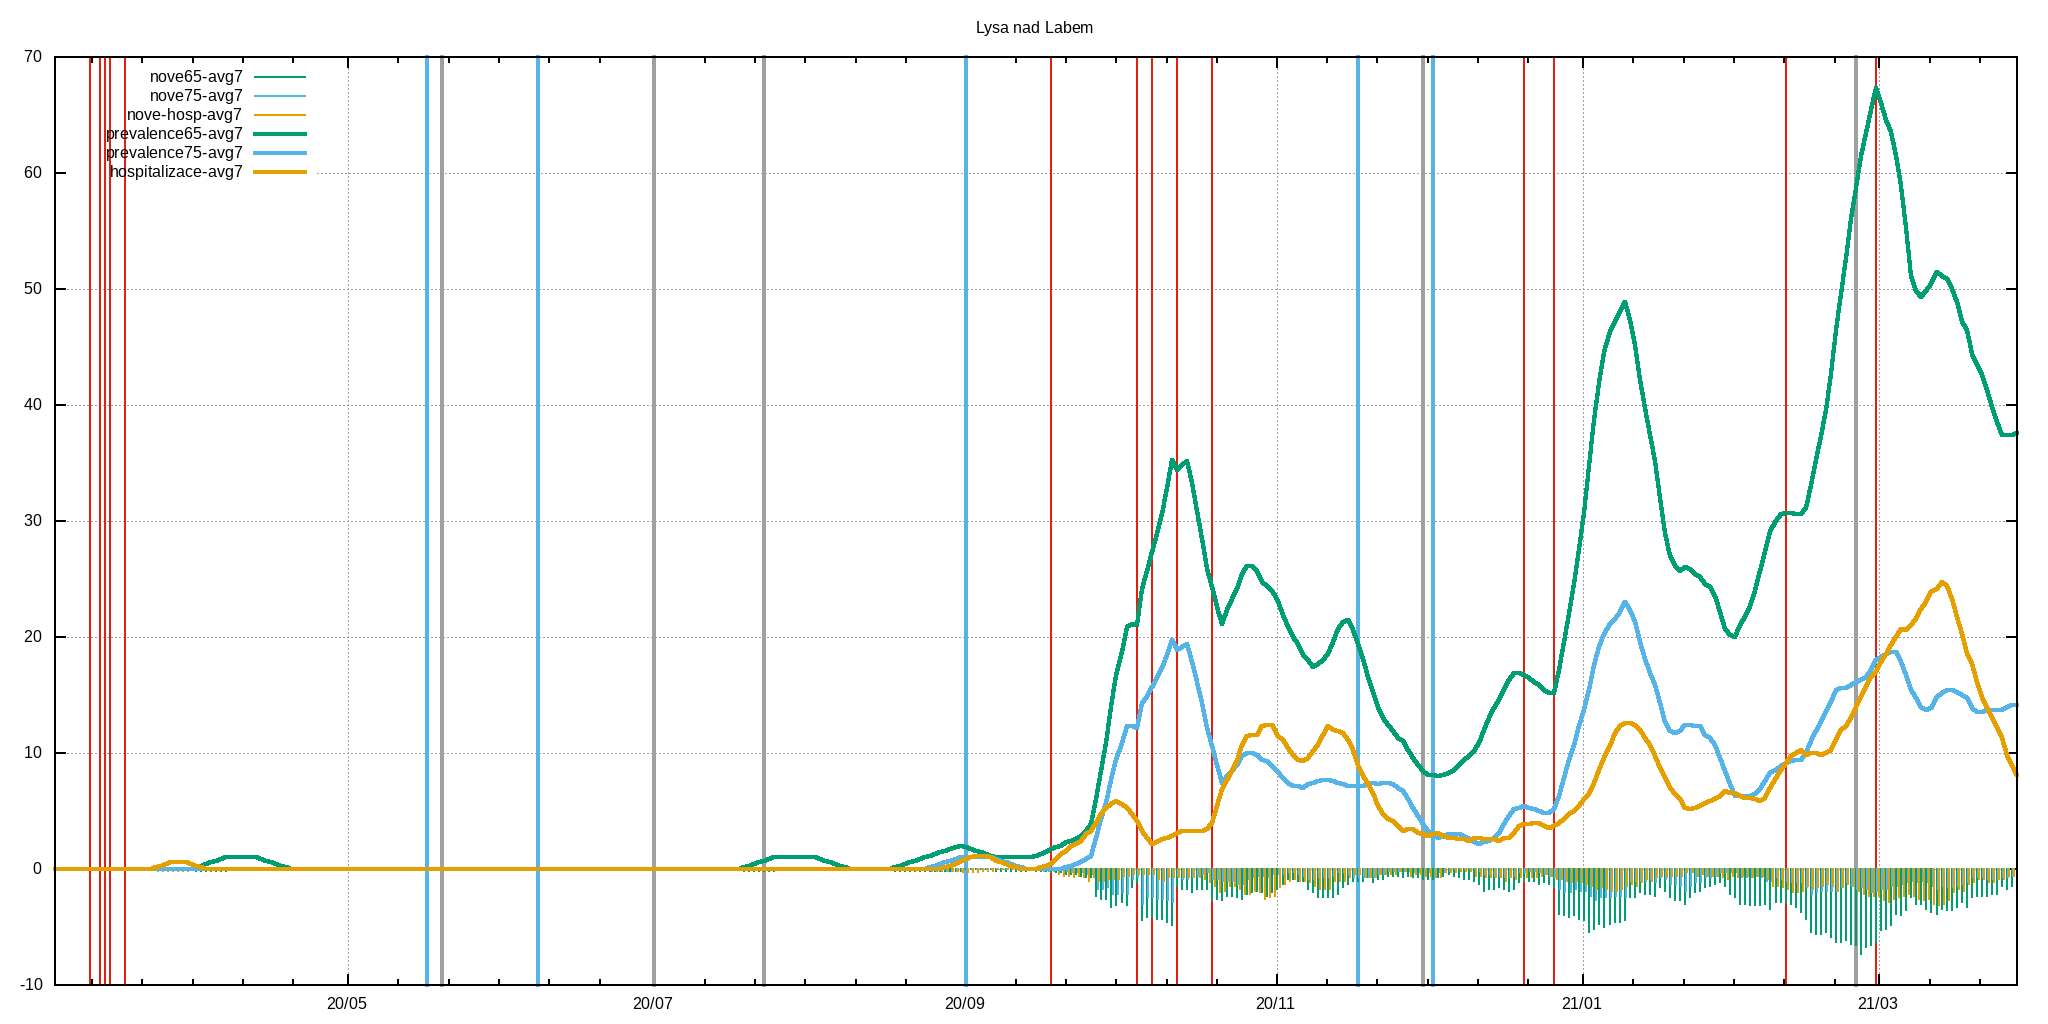 Lysa nad Labem
70
60
50
40
30
20
10
0
-10
nove65-avg7
nove75-avg7
nove-hosp-avg7
prevalence65-avg7
prevalence75-avg7
hospitalizace-avg7
20/05
20/07
20/09
20/11
21/01
21/03